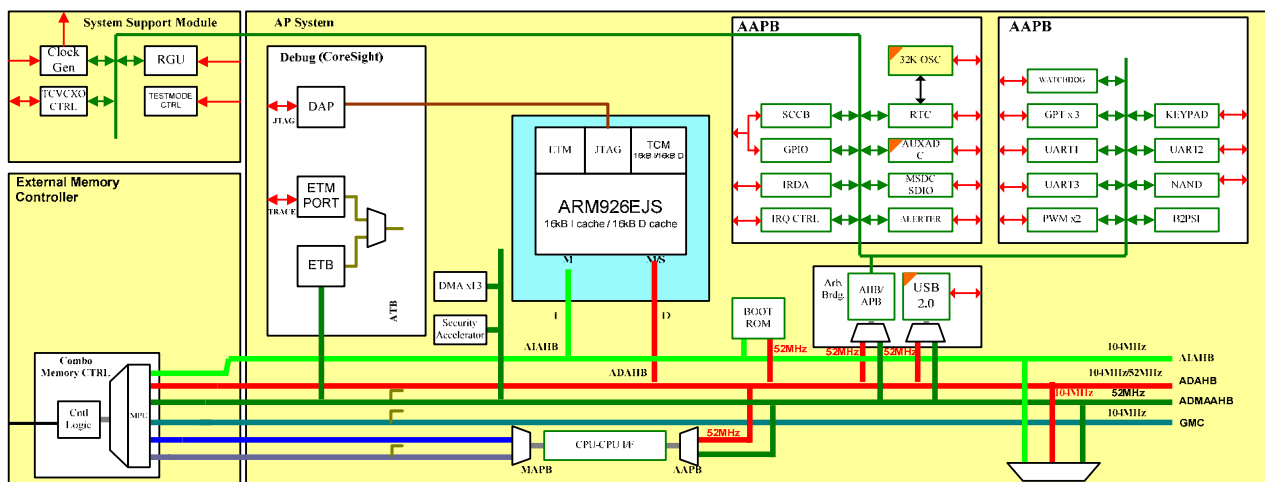 System Support Module
Clock
Gen
RGU
TCVCXO
CTRL
TESTMODE
CTRL
External Memory
Controller
Combo
Memory CTRL
Cntl
Logic
MPU
AP System
Debug (CoreSight)
DAP
JTAG
ETM
PORT
TRACE
ETB
ATB
ETM
JTAG
TCM
16kB I/16kB D
ARM926EJS
16kB I cache / 16kB D cache
M
M/S
I
D
DMA x13
Security
Accelerator
AIAHB
ADAHB
BOOT
ROM
52MHz
AAPB
32K OSC
SCCB
RTC
GPIO
AUXAD
C
IRDA
MSDC
SDIO
IRQ CTRL
ALERTER
AAPB
WATCHDOG
GPT x3
KEYPAD
UART1
UART2
UART3
NAND
PWM x2
B2PSI
Arb.
Brdg.
AHB/
APB
USB
2.0
52MHz
52MHz
104MHz
AIAHB
104MHz/52MHz
ADAHB
104MHz
52MHz
ADMAAHB
104MHz
GMC
52MHz
CPU-CPU I/F
MAPB
AAPB